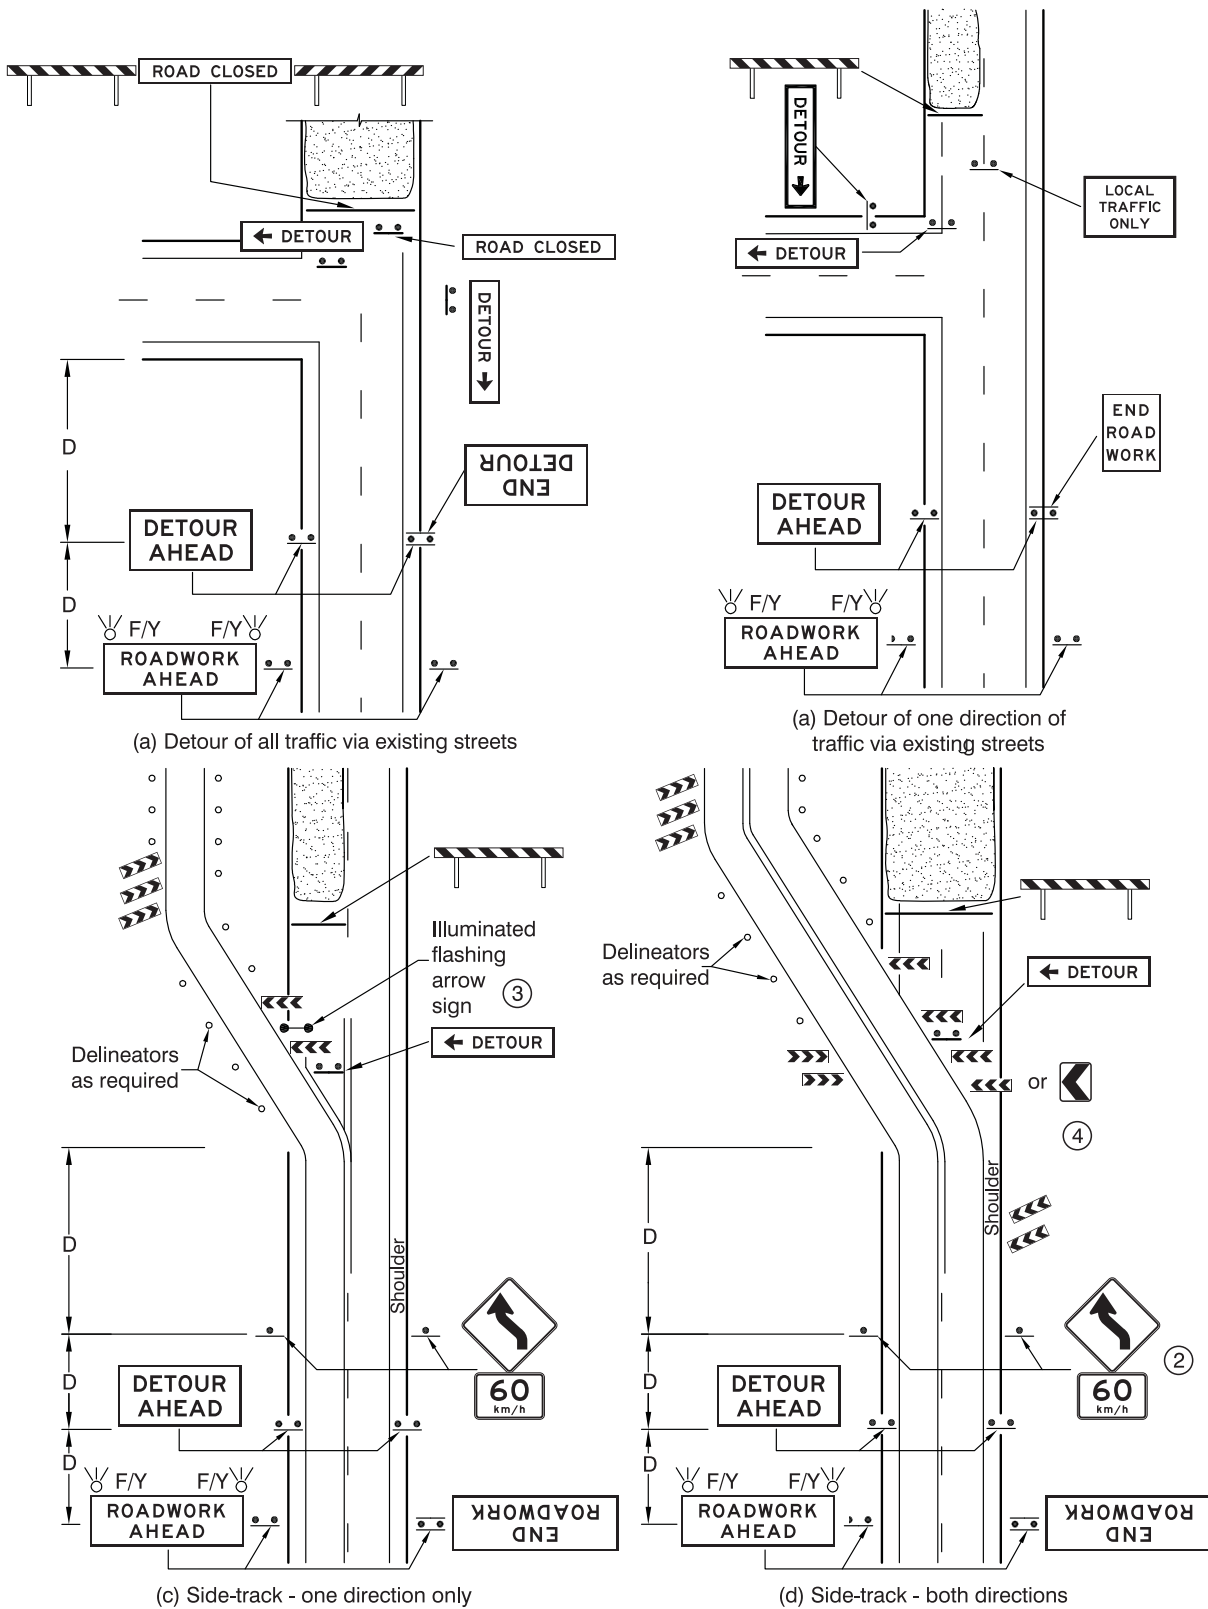 ROAD CLOSED
DETOUR
ROAD CLOSED
DETOUR
D
END
DETOUR
DETOUR
AHEAD
D
F/Y F/Y
ROADWORK
AHEAD
(a) Detour of all traffic via existing streets
DETOUR
LOCAL
TRAFFIC
ONLY
DETOUR
END
ROAD
WORK
DETOUR
AHEAD
F/Y F/Y
ROADWORK
AHEAD
(a) Detour of one direction of
traffic via existing streets
Illuminated
flashing
arrow
sign
3
DETOUR
Delineators
as required
D
Shoulder
D
DETOUR
AHEAD
60
km/h
D
F/Y F/Y
ROADWORK
AHEAD
END
ROADWORK
(c) Side-track - one direction only
Delineators
as required
DETOUR
or
4
Shoulder
D
2
D
DETOUR
AHEAD
60
km/h
D
F/Y F/Y
ROADWORK
AHEAD
END
ROADWORK
(d) Side-track - both directions